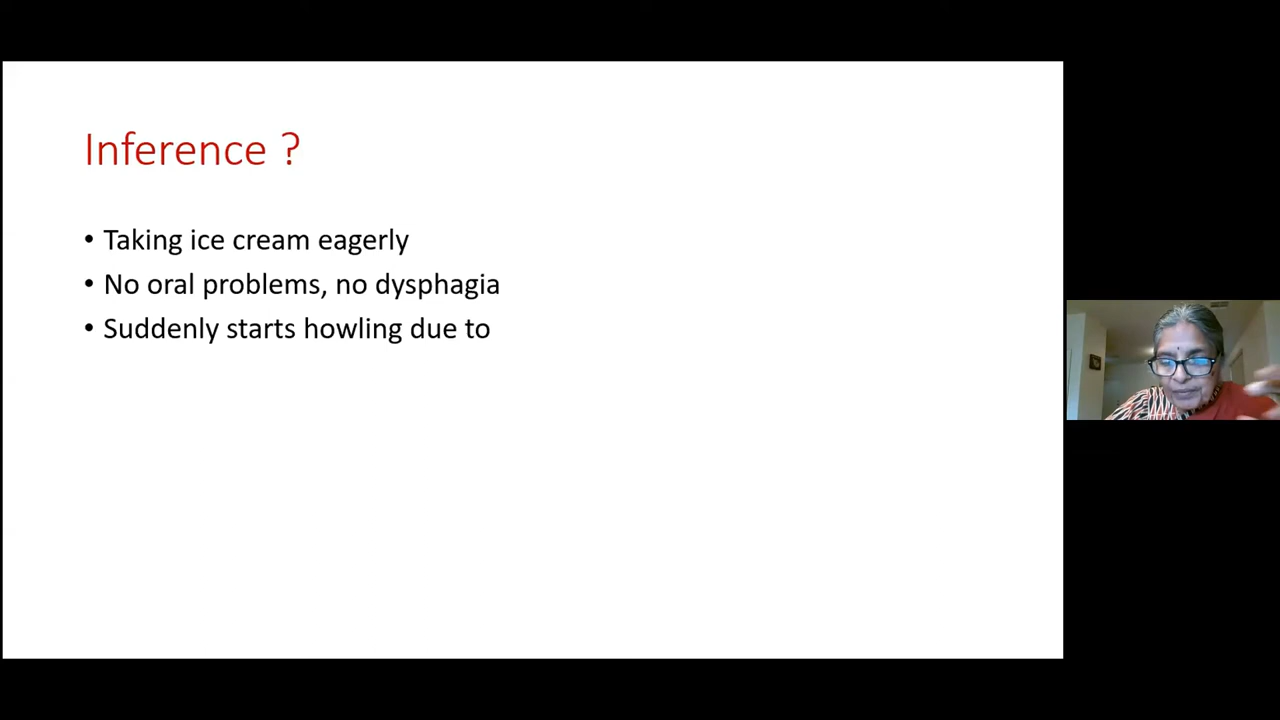 Inference ?
• Taking ice cream eagerly
• No oral problems, no dysphagia
• Suddenly starts howling due to